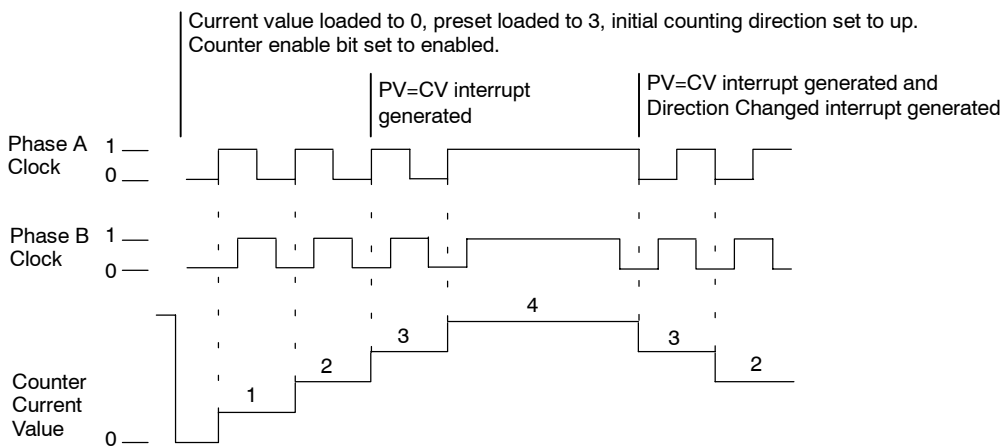 Current value loaded to 0, preset loaded to 3, initial counting direction set to up.
Counter enable bit set to enabled.
PV=CV interrupt
generated
PV=CV interrupt generated and
Direction Changed interrupt generated
Phase A
Clock
1
0
Phase B
Clock
1
0
4
3
3
2
2
1
Counter
Current
Value
0